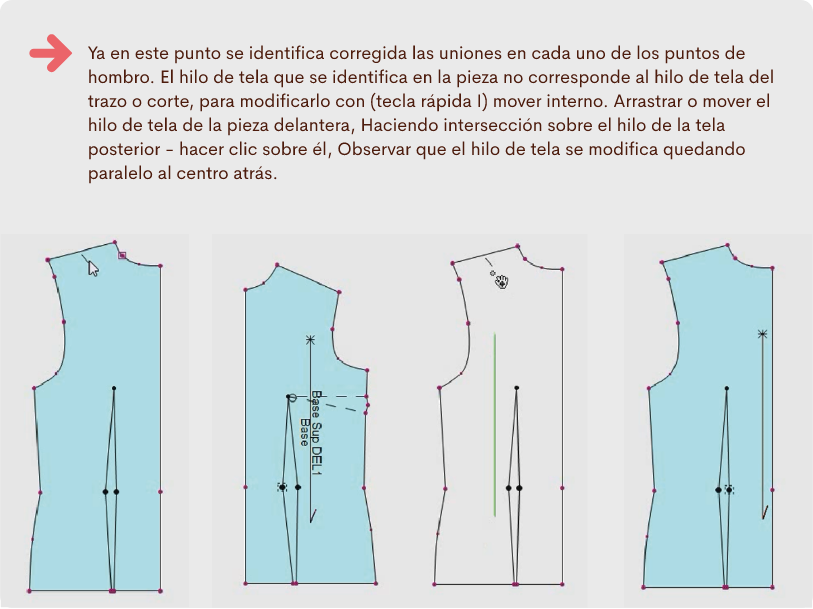 Ya en este punto se identifica corregida las uniones en cada uno de los puntos de
hombro. El hilo de tela que se identifica en la pieza no corresponde al hilo de tela del
trazo o corte, para modificarlo con (tecla rápida I) mover interno. Arrastrar o mover el
hilo de tela de la pieza delantera, Haciendo intersección sobre el hilo de la tela
posterior - hacer clic sobre él, Observar que el hilo de tela se modifica quedando
paralelo al centro atrás.
Base Sup DEL1
Base